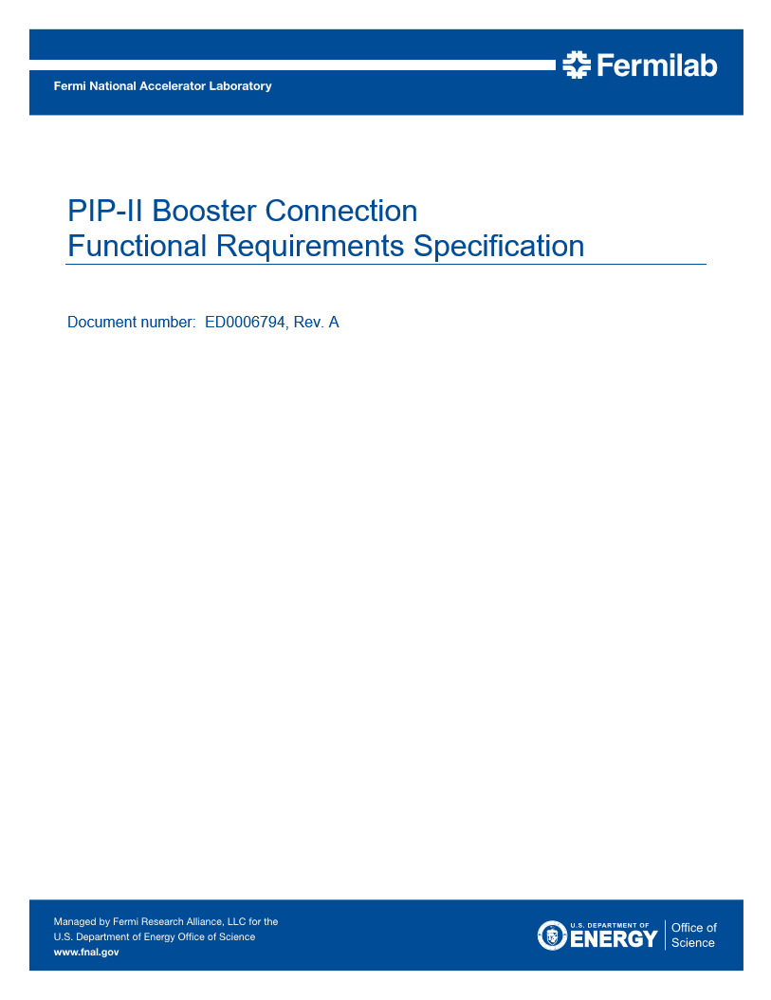 Fermilab
Fermi National Accelerator Laboratory
PIP-II Booster Connection
Functional Requirements Specification
Document number:  ED0006794, Rev. A
Managed by Fermi Research Alliance, LLC for the
U.S. Department of Energy Office of Science
www.fnal.gov
U.S. DEPARTMENT OF
ENERGY
Office of
Science